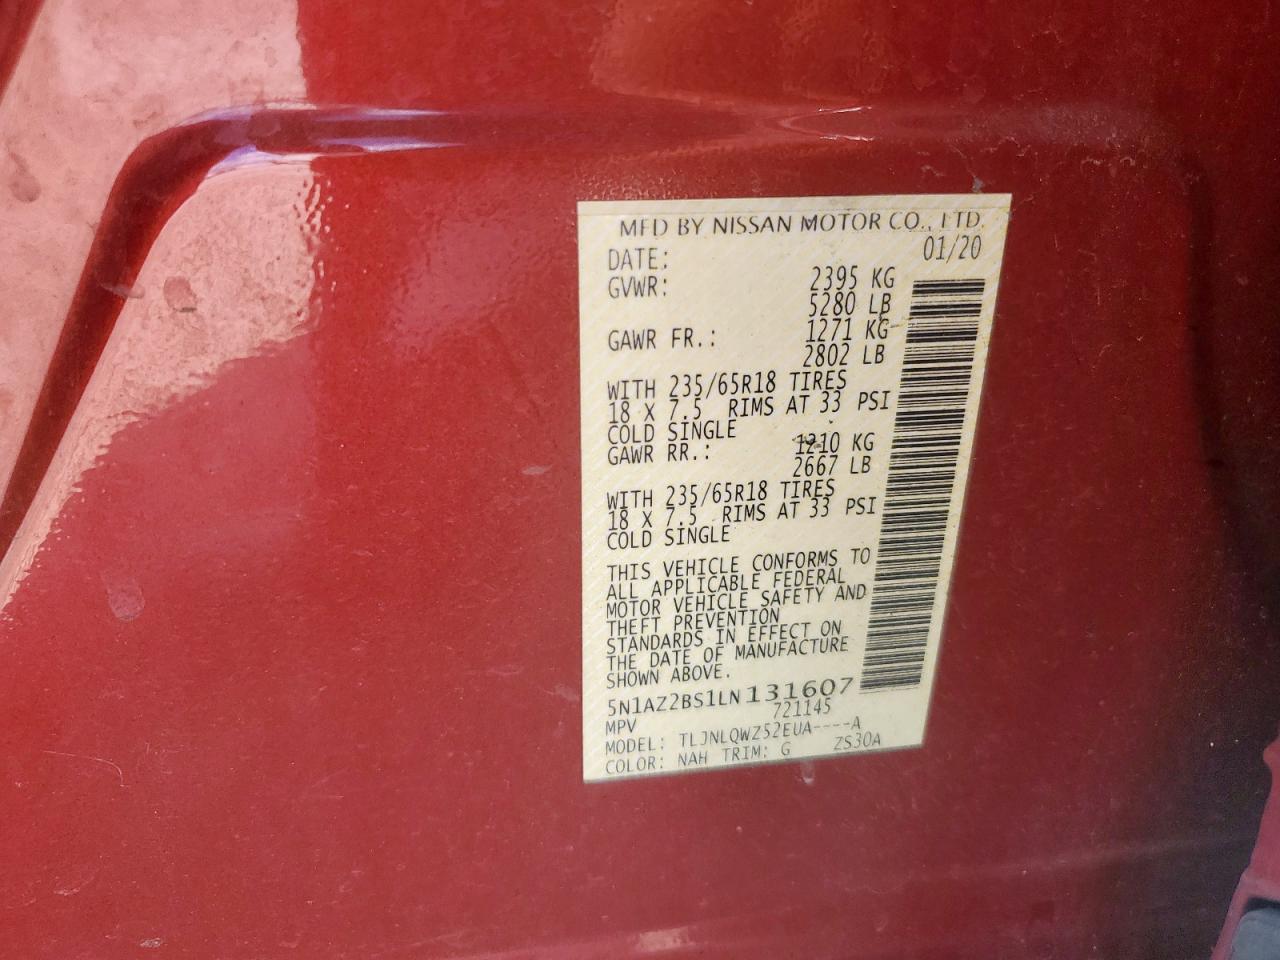 MFD BY NISSAN MOTOR CO., LTD.
DATE: 01/20
GVWR: 2395 KG
5280 LB
GAWR FR.: 1271 KG
2802 LB
WITH 235/65R18 TIRES
18 X 7.5 RIMS AT 33 PSI
COLD SINGLE
GAWR RR.: 1210 KG
2667 LB
WITH 235/65R18 TIRES
18 X 7.5 RIMS AT 33 PSI
COLD SINGLE
THIS VEHICLE CONFORMS TO
ALL APPLICABLE FEDERAL
MOTOR VEHICLE SAFETY AND
THEFT PREVENTION
STANDARDS IN EFFECT ON
THE DATE OF MANUFACTURE
SHOWN ABOVE.
5N1AZ2BS1LN131607
MPV 721145
MODEL: TLJNLQWZ52EUA----A
COLOR: NAH TRIM: G ZS30A